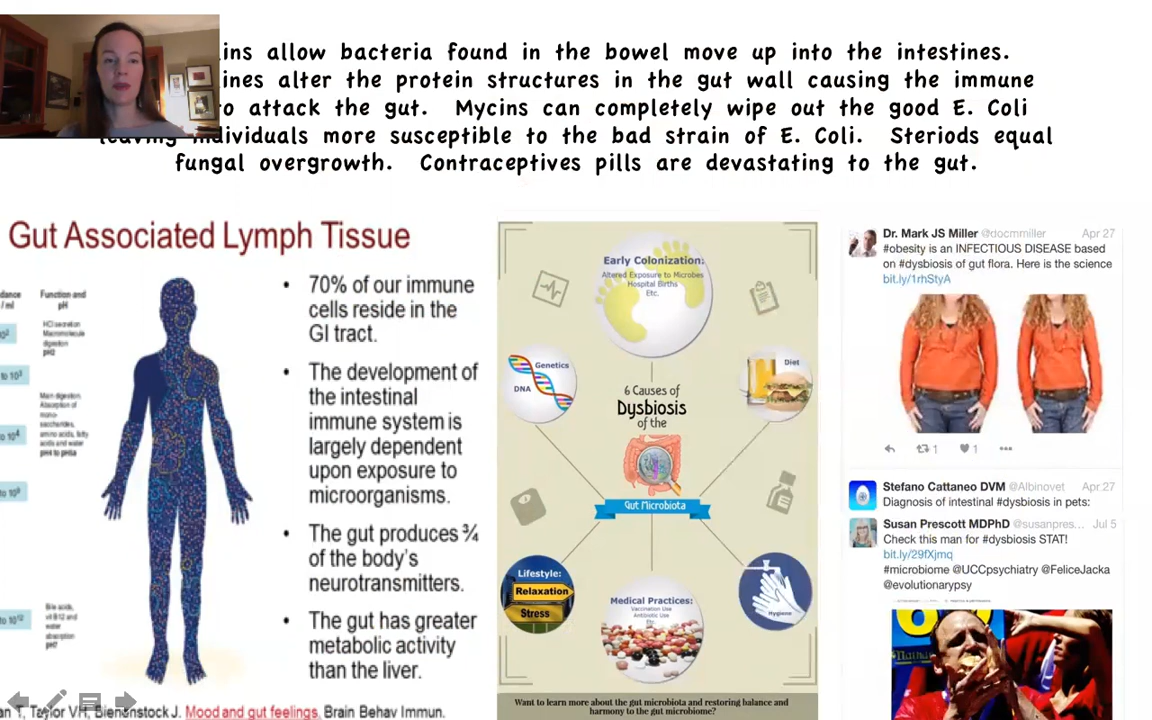 ins allow bacteria found in the bowel move up into the intestines.
ines alter the protein structures in the gut wall causing the immune
o attack the gut. Mycins can completely wipe out the good E. Coli
leaving individuals more susceptible to the bad strain of E. Coli. Steriods equal
fungal overgrowth. Contraceptives pills are devastating to the gut.
Gut Associated Lymph Tissue
Function and
pH
HCl secretion
Macromolecule
digestion
pH2
to 10³
Main digestion.
Absorption of
mono-
saccharides,
amino acids, fatty
acids and water
Bile acids,
vit B12 and
water
absorption
pH7
• 70% of our immune
cells reside in the
GI tract.
• The development of
the intestinal
immune system is
largely dependent
upon exposure to
microorganisms.
• The gut produces ¾
of the body's
neurotransmitters.
• The gut has greater
metabolic activity
than the liver.
an T, Taylor VH, Bienenstock J. Mood and gut feelings. Brain Behav Immun.
Early Colonization:
Altered Exposure to Microbes
Hospital Births
Etc.
Genetics
DNA
Diet
6 Causes of
Dysbiosis
of the
Gut Microbiota
Lifestyle:
Relaxation
Stress
Medical Practices:
Vaccination Use
Antibiotic Use
Etc.
Hygiene
Want to learn more about the gut microbiota and restoring balance and
harmony to the gut microbiome?
Dr. Mark JS Miller @docmmiller Apr 27
#obesity is an INFECTIOUS DISEASE based
on #dysbiosis of gut flora. Here is the science
bit.ly/1rhStyA
1 1
Stefano Cattaneo DVM @Albinovet Apr 27
Diagnosis of intestinal #dysbiosis in pets:
Susan Prescott MDPhD @susanpres... Jul 5
Check this man for #dysbiosis STAT!
bit.ly/29fXjmq
#microbiome @UCCpsychiatry @FeliceJacka
@evolutionarypsy